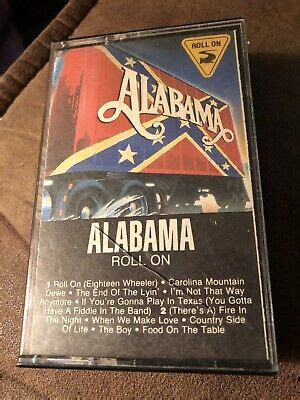 ROLL ON
ALABAMA
ALABAMA
ROLL ON
1 Roll On (Eighteen Wheeler) • Carolina Mountain
Dewe • The End Of The Lyin' • I'm Not That Way
Anymore • If You're Gonna Play In Texas (You Gotta
Have A Fiddle In The Band) 2 (There's A) Fire In
The Night • When We Make Love • Country Side
Of Life • The Boy • Food On The Table